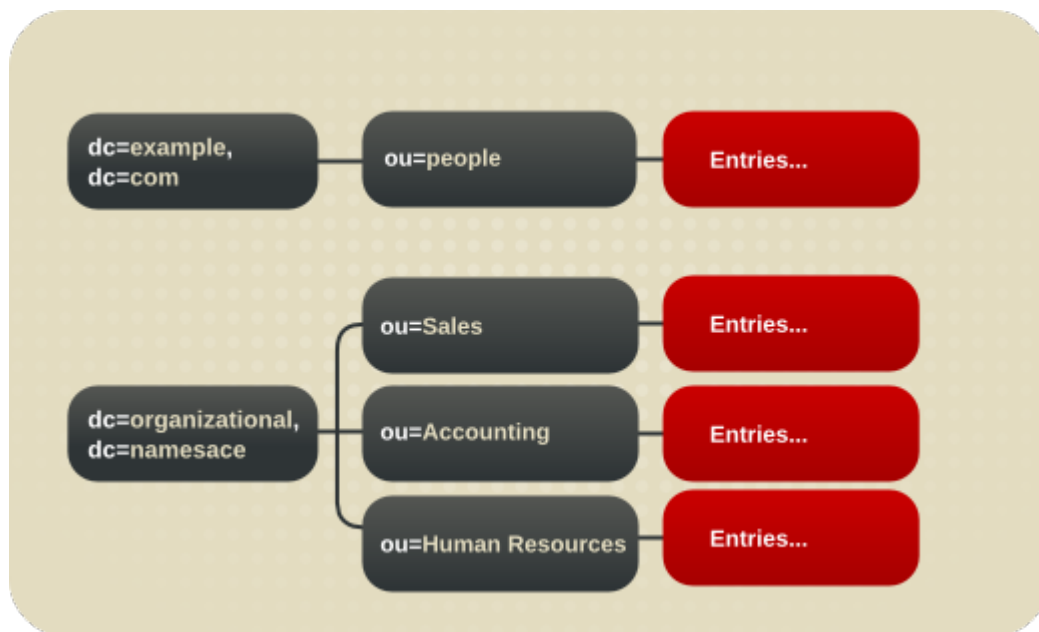 dc=example,
dc=com
ou=people
Entries...
ou=Sales
Entries...
dc=organizational,
dc=namesace
ou=Accounting
Entries...
ou=Human Resources
Entries...